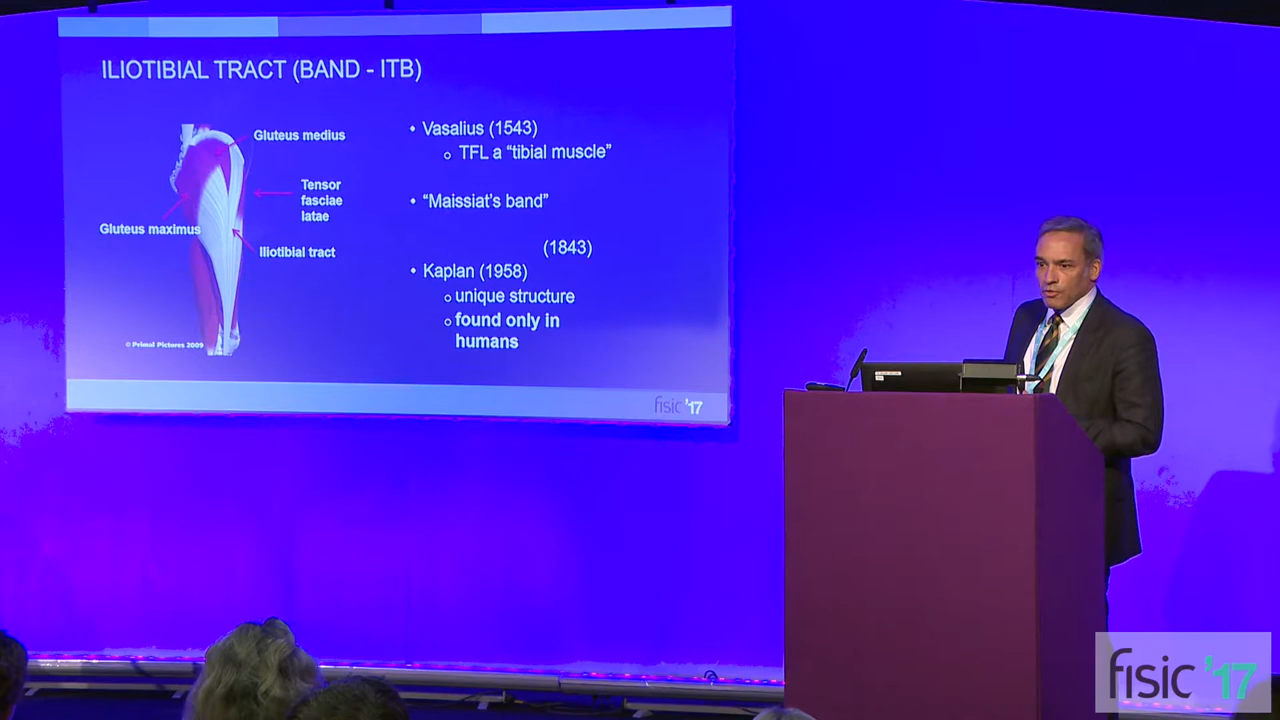 ILIOTIBIAL TRACT (BAND - ITB)
Gluteus medius
Tensor
fasciae
latae
Gluteus maximus
Iliotibial tract
© Primal Pictures 2009
• Vasalius (1543)
o TFL a “tibial muscle”
• “Maissiat’s band”
(1843)
• Kaplan (1958)
o unique structure
o found only in
humans
fisic '17
fisic '17